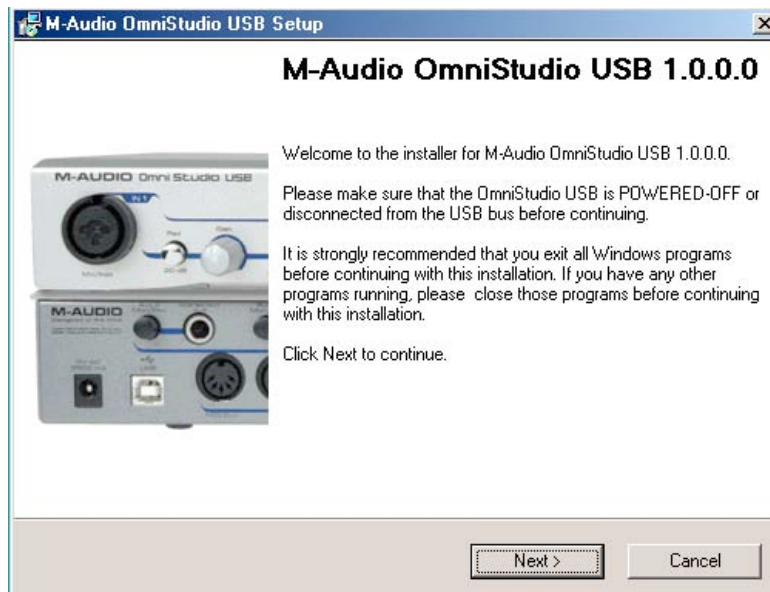 M-Audio OmniStudio USB Setup
M-Audio OmniStudio USB 1.0.0.0
Welcome to the installer for M-Audio OmniStudio USB 1.0.0.0.
Please make sure that the OmniStudio USB is POWERED-OFF or
disconnected from the USB bus before continuing.
It is strongly recommended that you exit all Windows programs
before continuing with this installation. If you have any other
programs running, please close those programs before continuing
with this installation.
Click Next to continue.
M-AUDIO Omni Studio USB
IN 1
Gain
M-AUDIO
USB
Next >
Cancel